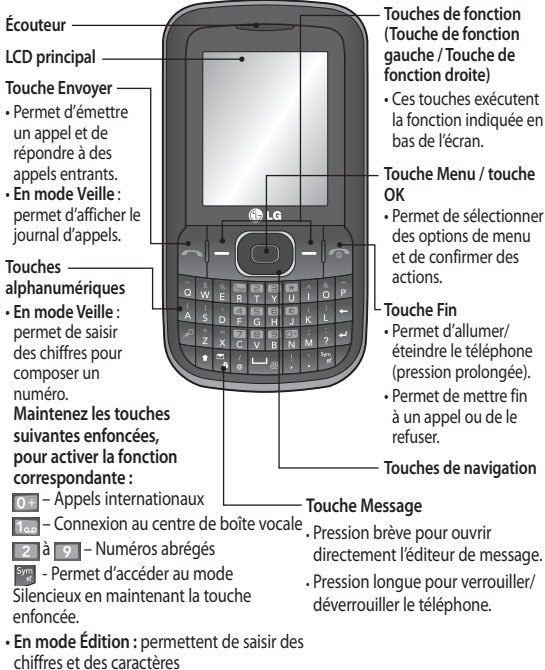 Écouteur
LCD principal
Touche Envoyer
• Permet d'émettre
un appel et de
répondre à des
appels entrants.
• En mode Veille :
permet d'afficher le
journal d'appels.
Touches
alphanumériques
• En mode Veille :
permet de saisir
des chiffres pour
composer un
numéro.
Maintenez les touches
suivantes enfoncées,
pour activer la fonction
correspondante :
0 + – Appels internationaux
1 – Connexion au centre de boîte vocale
2 à 9 – Numéros abrégés
Sym - Permet d'accéder au mode
Silencieux en maintenant la touche
enfoncée.
• En mode Édition : permettent de saisir des
chiffres et des caractères
LG
Q W E R T Y U I O P
A S D F G H J K L
Z X C V B N M ?
@ , . Sym
Touches de fonction
(Touche de fonction
gauche / Touche de
fonction droite)
• Ces touches exécutent
la fonction indiquée en
bas de l'écran.
Touche Menu / touche
OK
• Permet de sélectionner
des options de menu
et de confirmer des
actions.
Touche Fin
• Permet d'allumer/
éteindre le téléphone
(pression prolongée).
• Permet de mettre fin
à un appel ou de le
refuser.
Touches de navigation
Touche Message
• Pression brève pour ouvrir
directement l'éditeur de message.
• Pression longue pour verrouiller/
déverrouiller le téléphone.